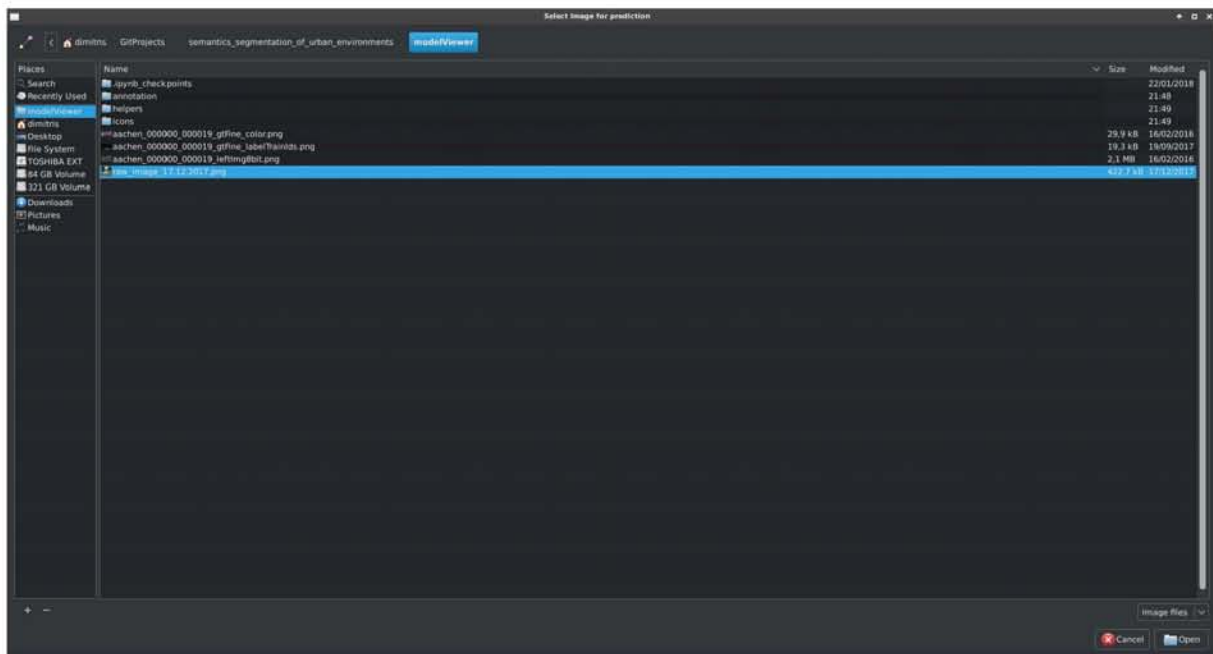 Select Image for prediction
dimitris GitProjects semantics_segmentation_of_urban_environments modelViewer
Places Name Size Modified
Search .ipynb_checkpoints 22/01/2018
Recently Used annotation 21:48
modelViewer helpers 21:49
dimitris icons 21:49
Desktop aachen_000000_000019_gtFine_color.png 29,9 kB 16/02/2016
File System aachen_000000_000019_gtFine_labelTrainIds.png 19,3 kB 19/09/2017
TOSHIBA EXT aachen_000000_000019_leftImg8bit.png 2,1 MB 16/02/2016
84 GB Volume raw_image_17.12.2017.png 422,7 kB 17/12/2017
321 GB Volume
Downloads
Pictures
Music
Image files
Cancel Open